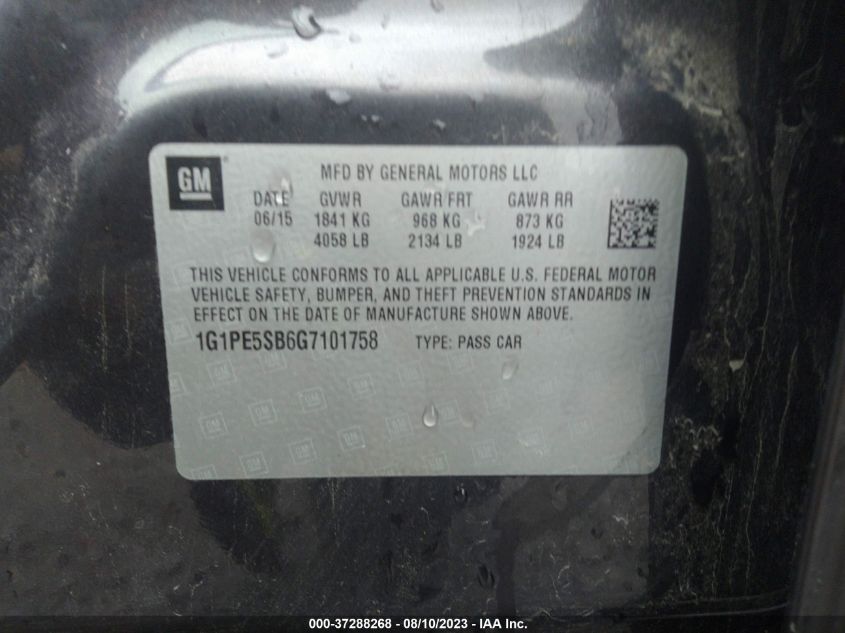 GM ®
MFD BY GENERAL MOTORS LLC
DATE GVWR GAWR FRT GAWR RR
06/15 1841 KG 968 KG 873 KG
4058 LB 2134 LB 1924 LB
THIS VEHICLE CONFORMS TO ALL APPLICABLE U.S. FEDERAL MOTOR
VEHICLE SAFETY, BUMPER, AND THEFT PREVENTION STANDARDS IN
EFFECT ON THE DATE OF MANUFACTURE SHOWN ABOVE.
1G1PE5SB6G7101758 TYPE: PASS CAR
000-37288268 - 08/10/2023 - IAA Inc.